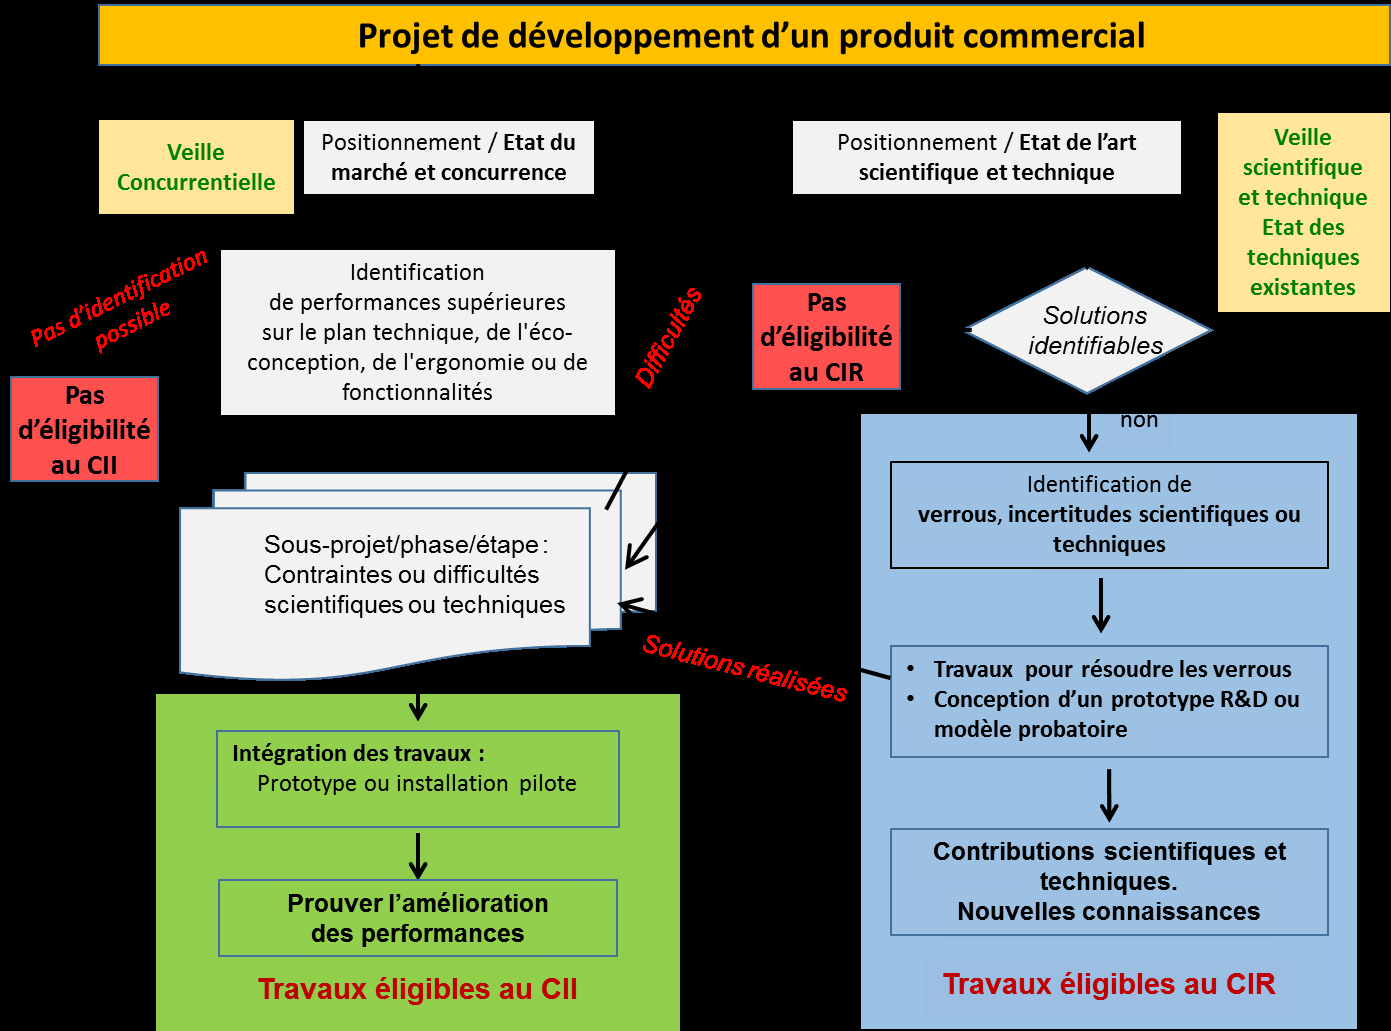 Projet de développement d’un produit commercial
Veille
Concurrentielle
Positionnement / Etat du
marché et concurrence
Positionnement / Etat de l’art
scientifique et technique
Veille
scientifique
et technique
Etat des
techniques
existantes
Pas d’identification
possible
Identification
de performances supérieures
sur le plan technique, de l'éco-
conception, de l'ergonomie ou de
fonctionnalités
Difficultés
Pas
d’éligibilité
au CIR
Solutions
identifiables
Pas
d’éligibilité
au CII
non
Identification de
verrous, incertitudes scientifiques ou
techniques
Sous-projet/phase/étape :
Contraintes ou difficultés
scientifiques ou techniques
Solutions réalisées
• Travaux pour résoudre les verrous
• Conception d’un prototype R&D ou
modèle probatoire
Intégration des travaux :
Prototype ou installation pilote
Contributions scientifiques et
techniques.
Nouvelles connaissances
Prouver l’amélioration
des performances
Travaux éligibles au CII
Travaux éligibles au CIR